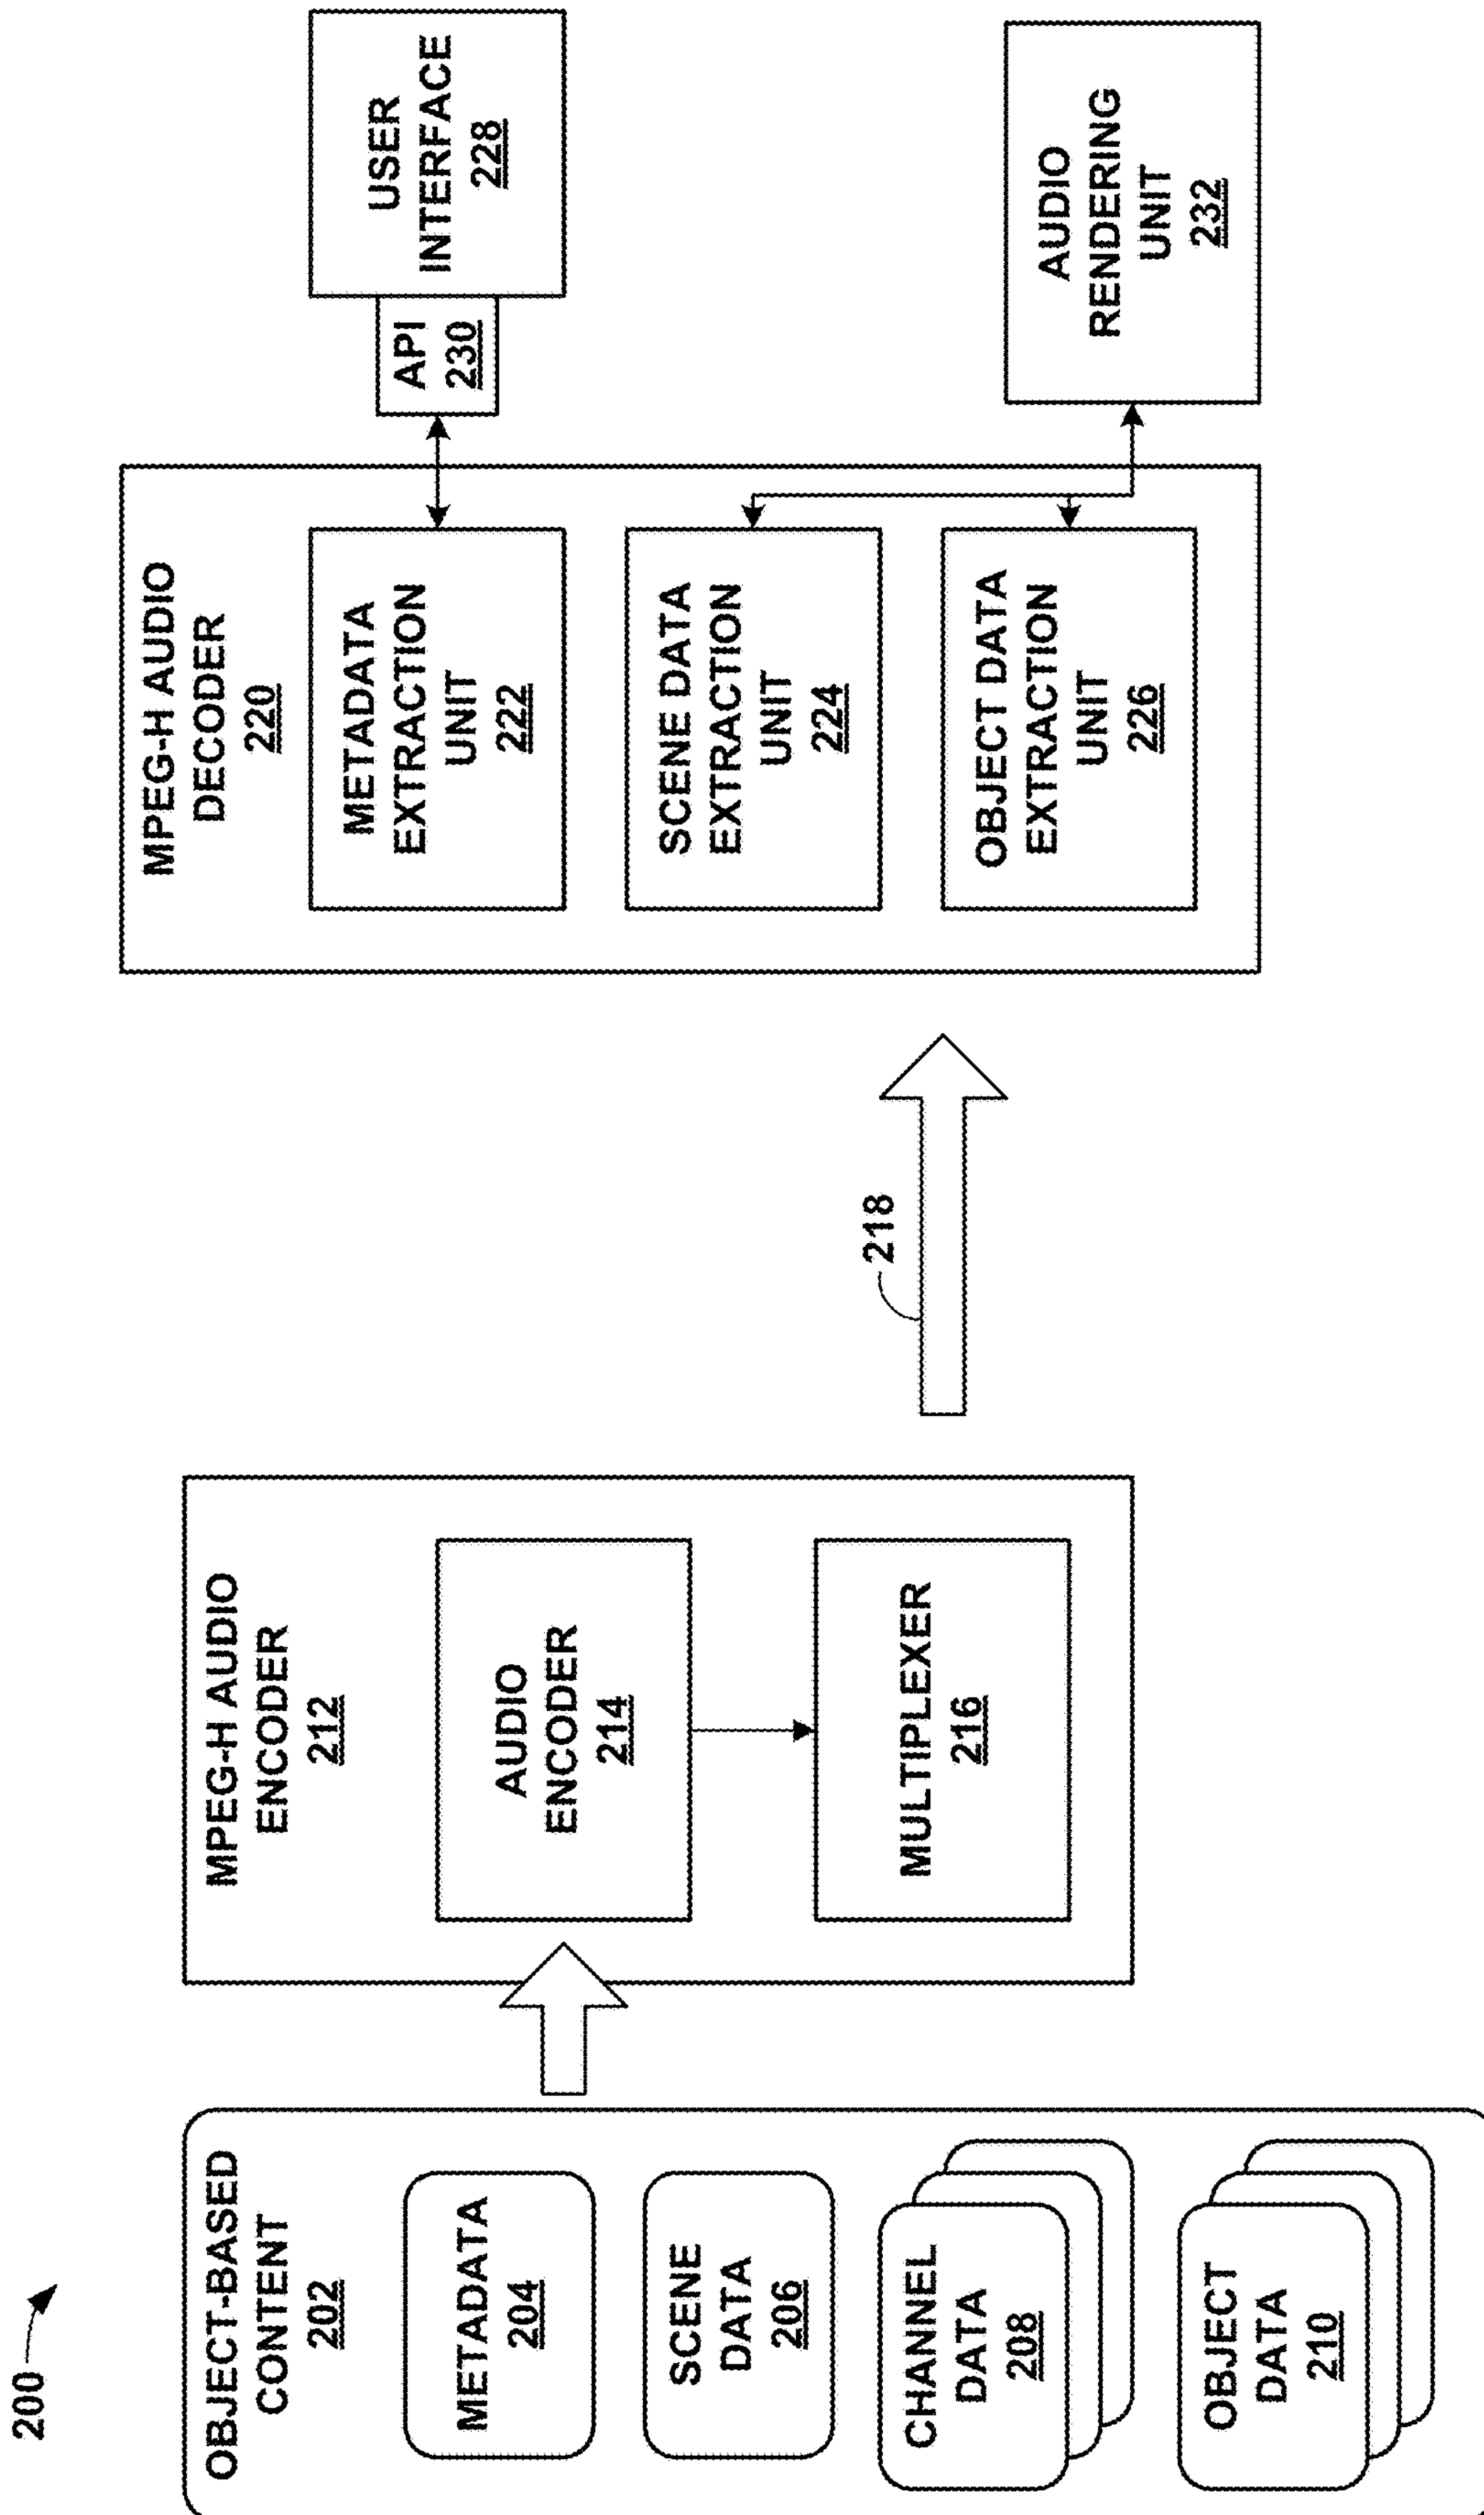 200
OBJECT-BASED
CONTENT
202
METADATA
204
SCENE
DATA
206
CHANNEL
DATA
208
OBJECT
DATA
210
MPEG-H AUDIO
ENCODER
212
AUDIO
ENCODER
214
MULTIPLEXER
216
218
MPEG-H AUDIO
DECODER
220
METADATA
EXTRACTION
UNIT
222
SCENE DATA
EXTRACTION
UNIT
224
OBJECT DATA
EXTRACTION
UNIT
226
API
230
USER
INTERFACE
228
AUDIO
RENDERING
UNIT
232